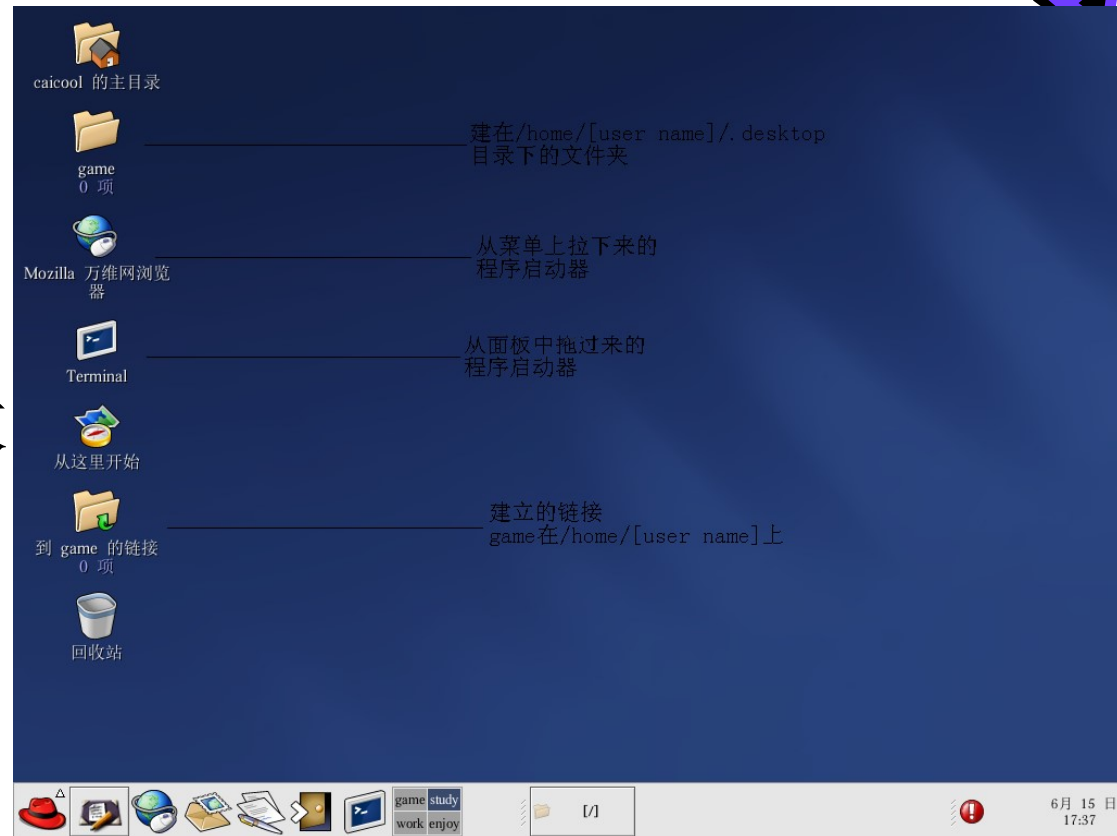 caicool 的主目录
建在/home/[user name]/.desktop
目录下的文件夹
game
0 项
从菜单上拉下来的
程序启动器
Mozilla 万维网浏览
器
从面板中拖过来的
程序启动器
Terminal
从这里开始
建立的链接
game在/home/[user name]上
到 game 的链接
0 项
回收站
game study
work enjoy
[/]
6月 15 日
17:37